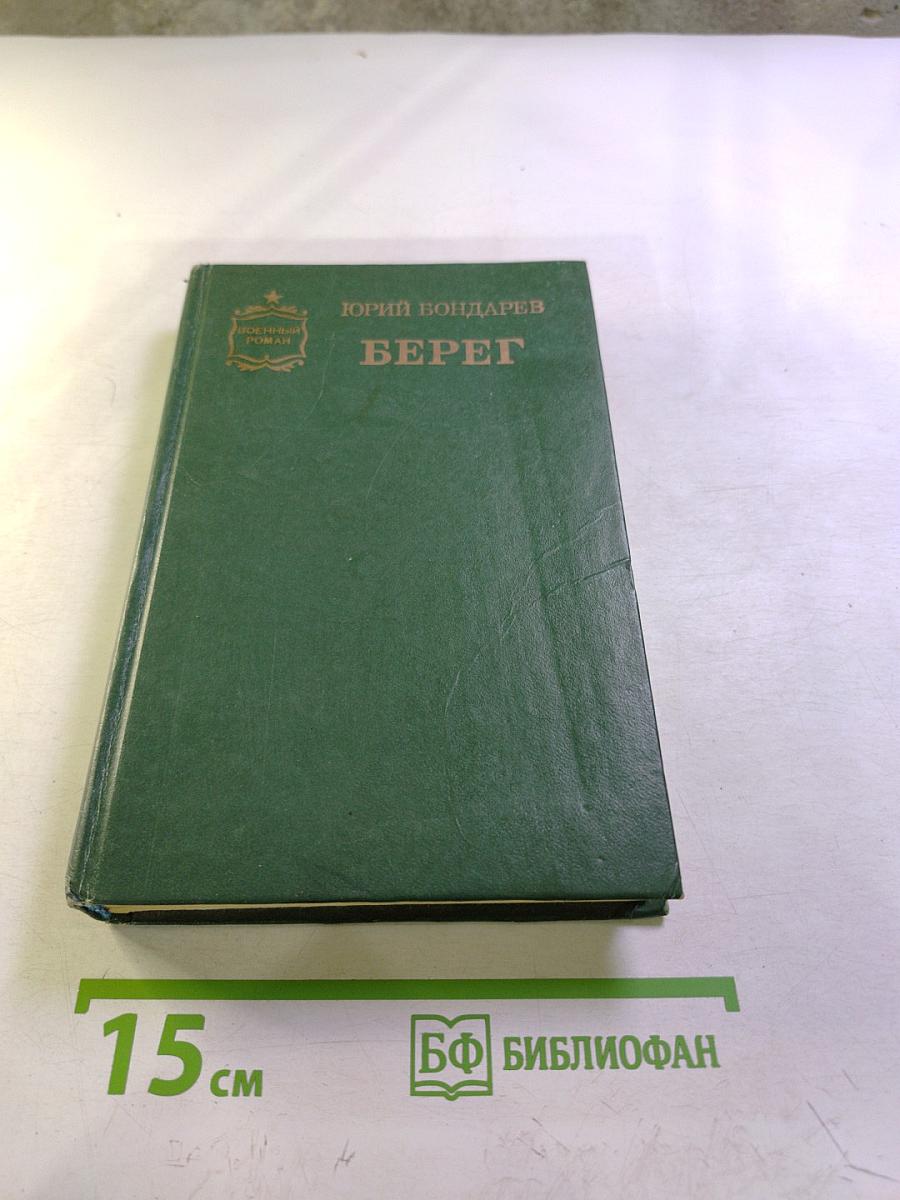 ВОЕННЫЙ
РОМАН
ЮРИЙ БОНДАРЕВ
БЕРЕГ
15 см
БФ БИБЛИОФАН